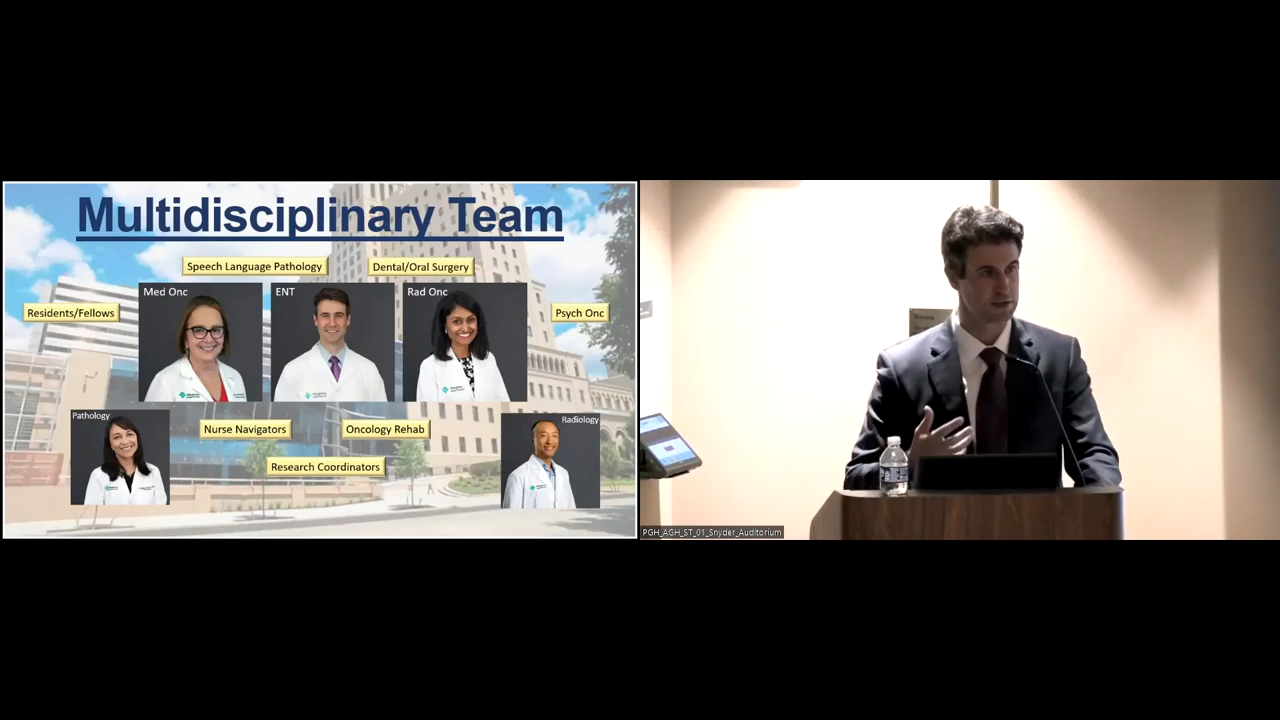 Multidisciplinary Team
Speech Language Pathology
Dental/Oral Surgery
Residents/Fellows
Med Onc
ENT
Rad Onc
Psych Onc
Pathology
Nurse Navigators
Oncology Rehab
Radiology
Research Coordinators
PGH_AGH_ST_01_Snyder_Auditorium